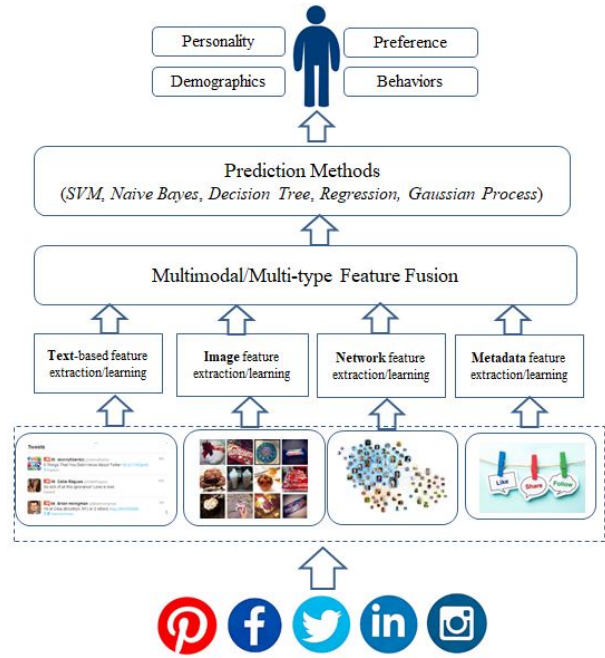 Personality
Preference
Demographics
Behaviors
Prediction Methods
(SVM, Naive Bayes, Decision Tree, Regression, Gaussian Process)
Multimodal/Multi-type Feature Fusion
Text-based feature
extraction/learning
Image feature
extraction/learning
Network feature
extraction/learning
Metadata feature
extraction/learning
Tweets
Like
Share
Follow